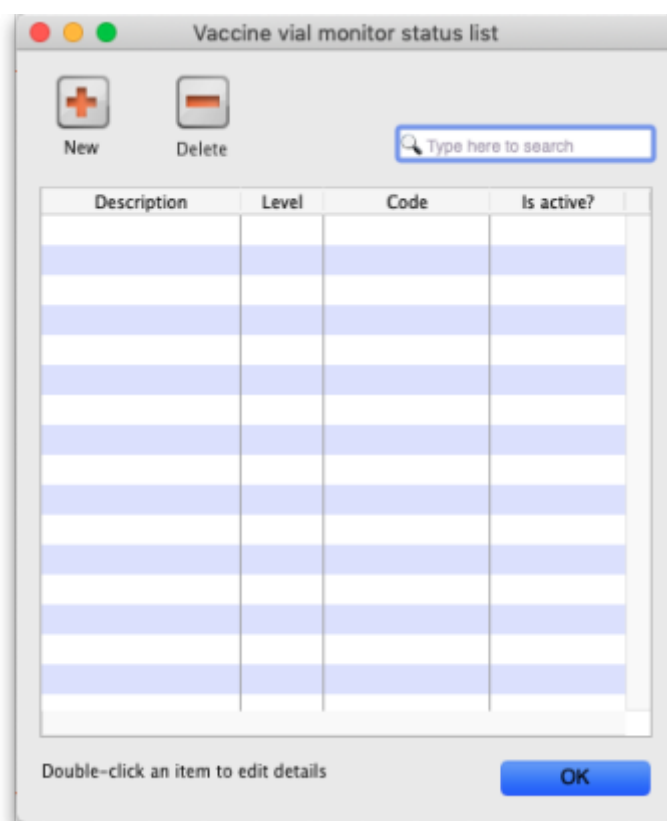 Vaccine vial monitor status list
New Delete
Type here to search
Description Level Code Is active?
Double-click an item to edit details
OK